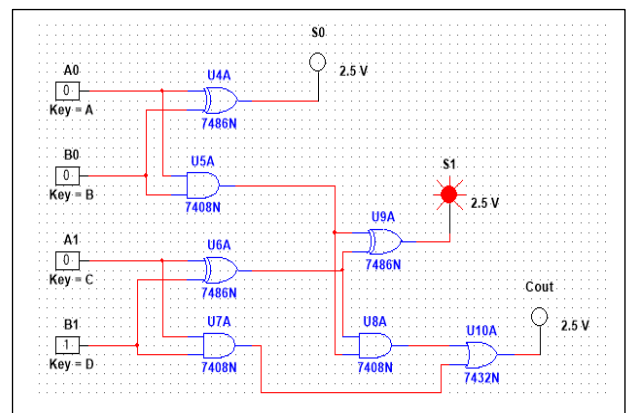 S0
2.5 V
A0
0
Key = A
U4A
7486N
B0
0
Key = B
U5A
7408N
S1
2.5 V
U9A
7486N
A1
0
Key = C
U6A
7486N
Cout
2.5 V
B1
1
Key = D
U7A
7408N
U8A
7408N
U10A
7432N